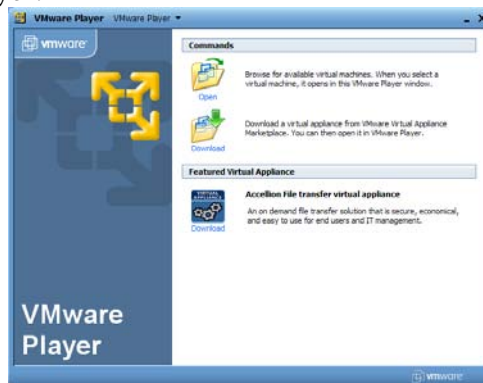 VMware Player VMware Player
vmware
Commands
Open
Browse for available virtual machines. When you select a
virtual machine, it opens in this VMware Player window.
Download
Download a virtual appliance from VMware Virtual Appliance
Marketplace. You can then open it in VMware Player.
Featured Virtual Appliance
VIRTUAL
APPLIANCE
Download
Accellion File transfer virtual appliance
An on demand file transfer solution that is secure, economical,
and easy to use for end users and IT management.
VMware
Player
vmware